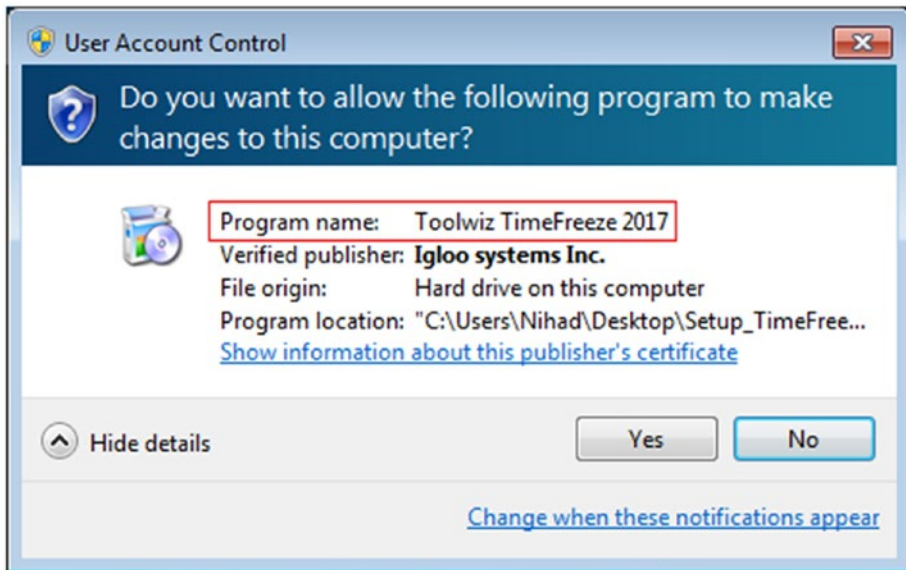 User Account Control
Do you want to allow the following program to make
changes to this computer?
Program name: Toolwiz TimeFreeze 2017
Verified publisher: Igloo systems Inc.
File origin: Hard drive on this computer
Program location: "C:\Users\Nihad\Desktop\Setup_TimeFree...
Show information about this publisher's certificate
Hide details
Yes
No
Change when these notifications appear